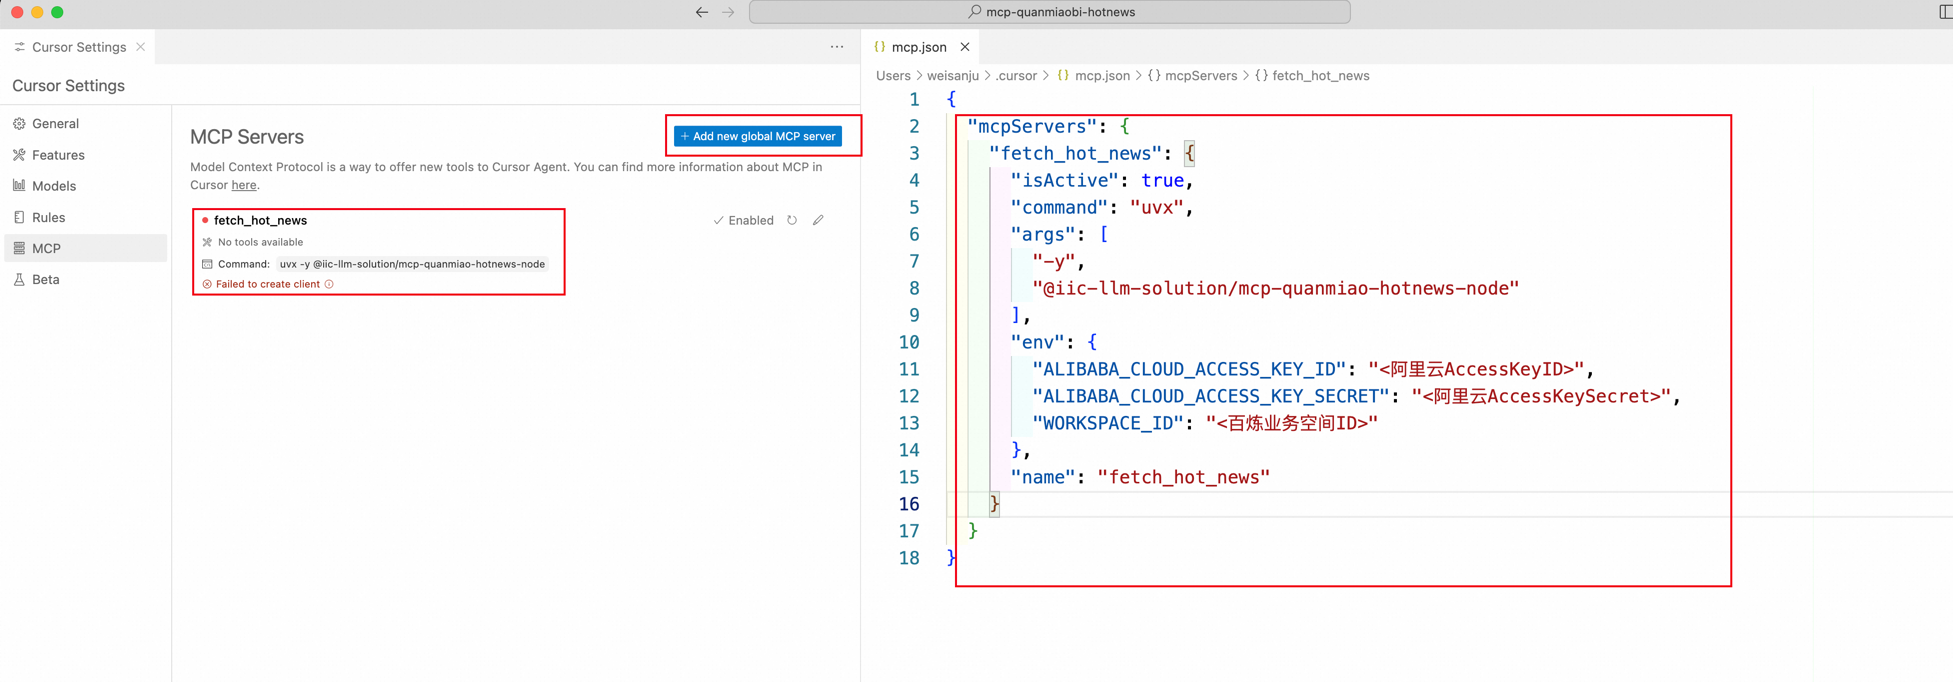 mcp-quanmiaobi-hotnews
Cursor Settings
Cursor Settings
General
Features
Models
Rules
MCP
Beta
MCP Servers
+ Add new global MCP server
Model Context Protocol is a way to offer new tools to Cursor Agent. You can find more information about MCP in
Cursor here.
fetch_hot_news
Enabled
No tools available
Command: uvx -y @iic-llm-solution/mcp-quanmiao-hotnews-node
Failed to create client
{} mcp.json
Users > weisanju > .cursor > {} mcp.json > {} mcpServers > {} fetch_hot_news
1 {
2 "mcpServers": {
3 "fetch_hot_news": {
4 "isActive": true,
5 "command": "uvx",
6 "args": [
7 "-y",
8 "@iic-llm-solution/mcp-quanmiao-hotnews-node"
9 ],
10 "env": {
11 "ALIBABA_CLOUD_ACCESS_KEY_ID": "<阿里云AccessKeyID>",
12 "ALIBABA_CLOUD_ACCESS_KEY_SECRET": "<阿里云AccessKeySecret>",
13 "WORKSPACE_ID": "<百炼业务空间ID>"
14 },
15 "name": "fetch_hot_news"
16 }
17 }
18 }